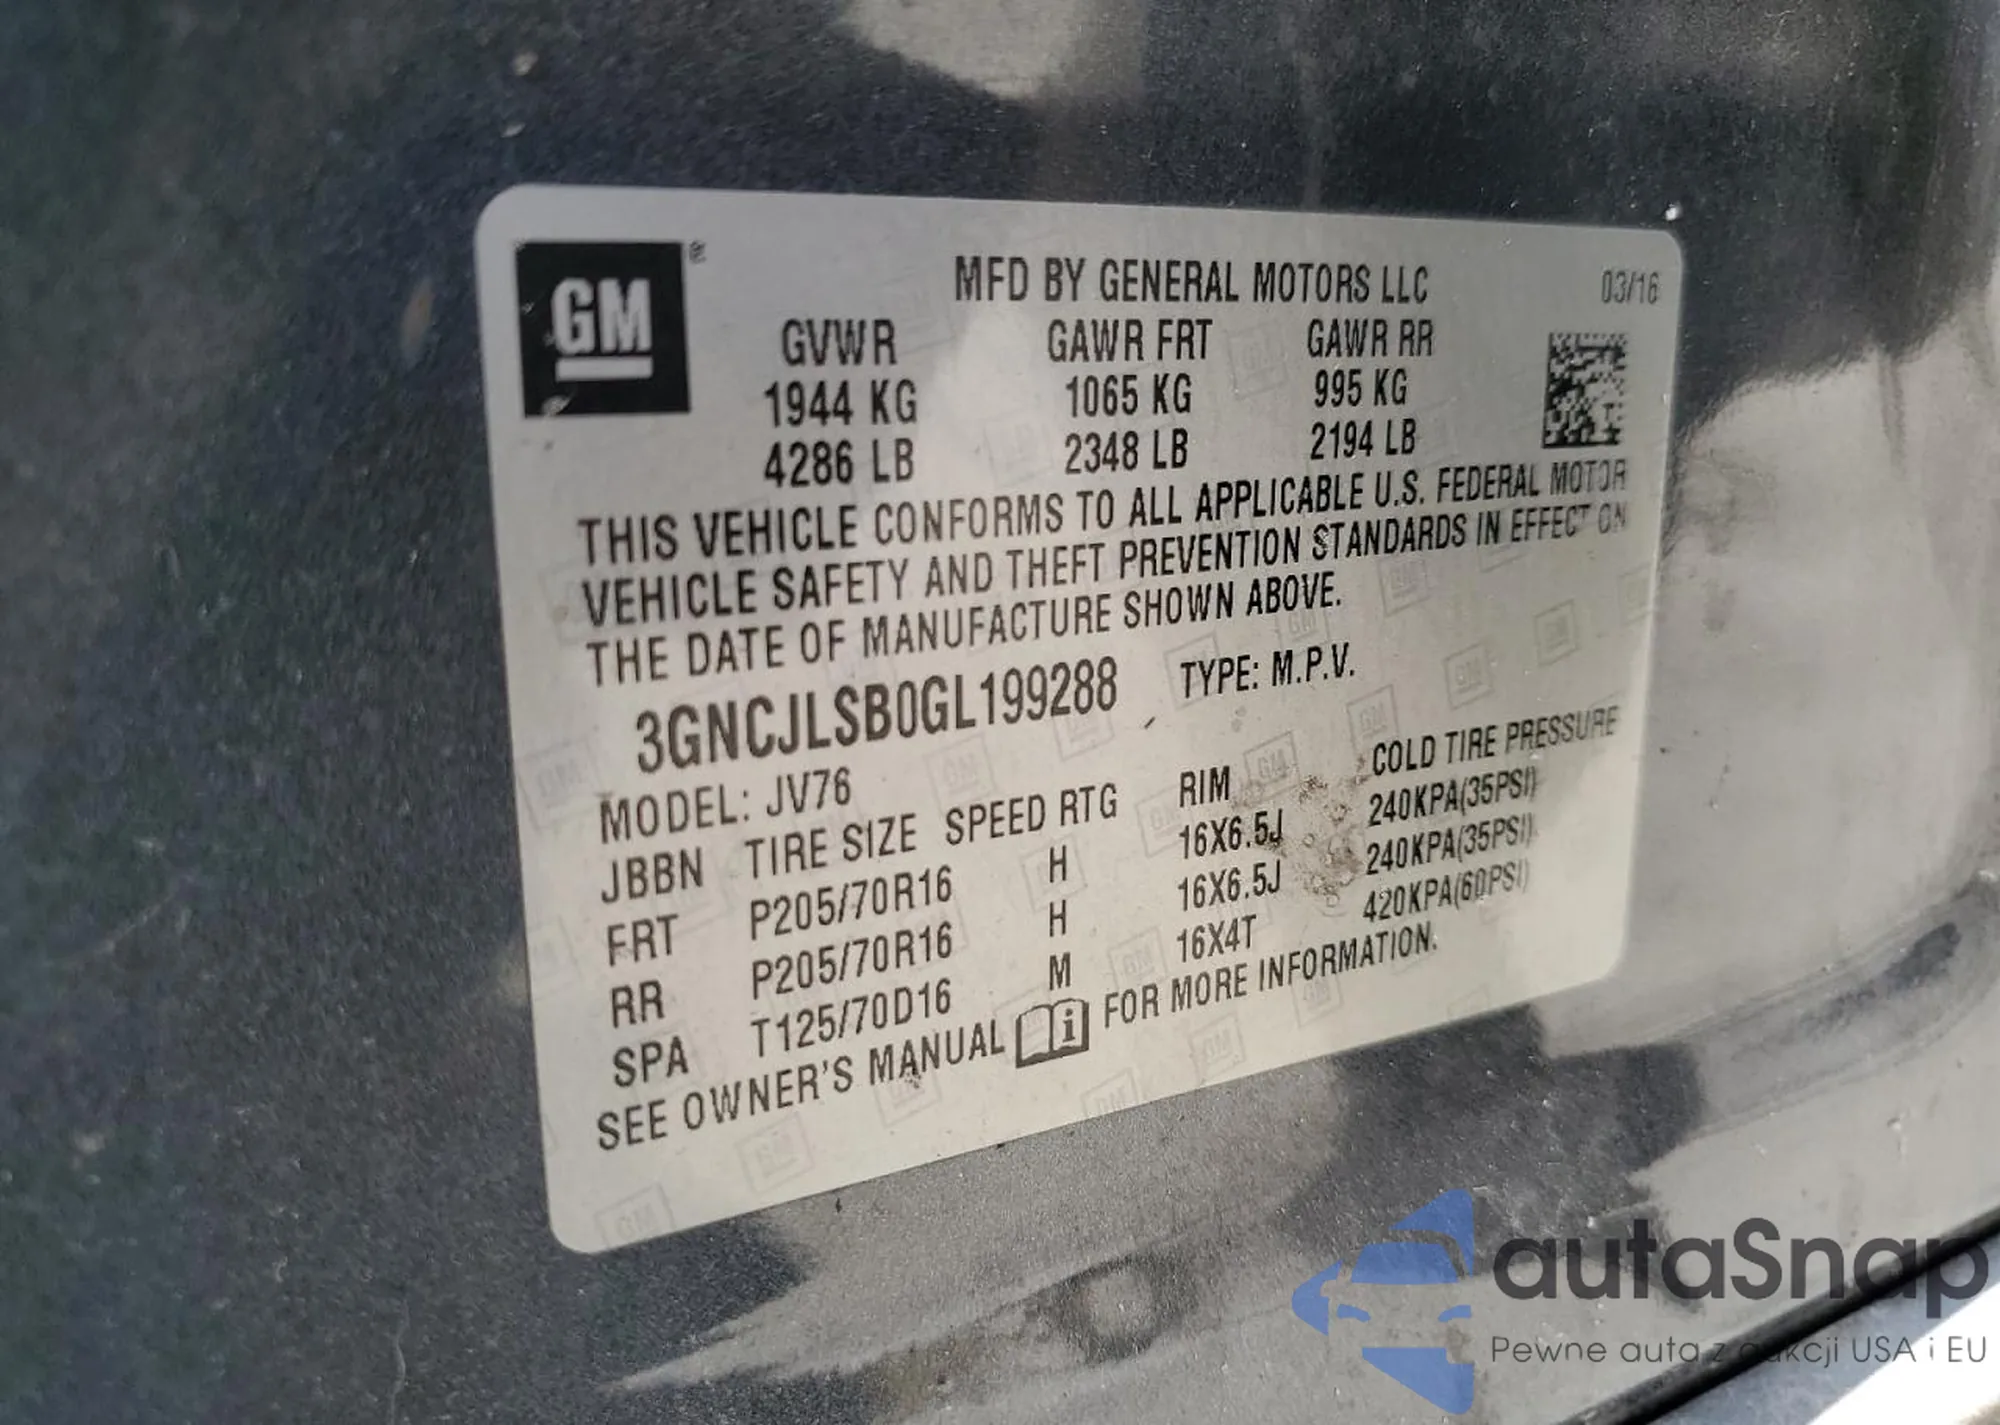 GM ®
MFD BY GENERAL MOTORS LLC 03/16
GVWR GAWR FRT GAWR RR
1944 KG 1065 KG 995 KG
4286 LB 2348 LB 2194 LB
THIS VEHICLE CONFORMS TO ALL APPLICABLE U.S. FEDERAL MOTOR
VEHICLE SAFETY AND THEFT PREVENTION STANDARDS IN EFFECT ON
THE DATE OF MANUFACTURE SHOWN ABOVE.
3GNCJLSB0GL199288 TYPE: M.P.V.
MODEL: JV76
JBBN TIRE SIZE SPEED RTG RIM COLD TIRE PRESSURE
FRT P205/70R16 H 16X6.5J 240KPA(35PSI)
RR P205/70R16 H 16X6.5J 240KPA(35PSI)
SPA T125/70D16 M 16X4T 420KPA(60PSI)
SEE OWNER'S MANUAL FOR MORE INFORMATION.
autaSnap
Pewne auta z aukcji USA i EU